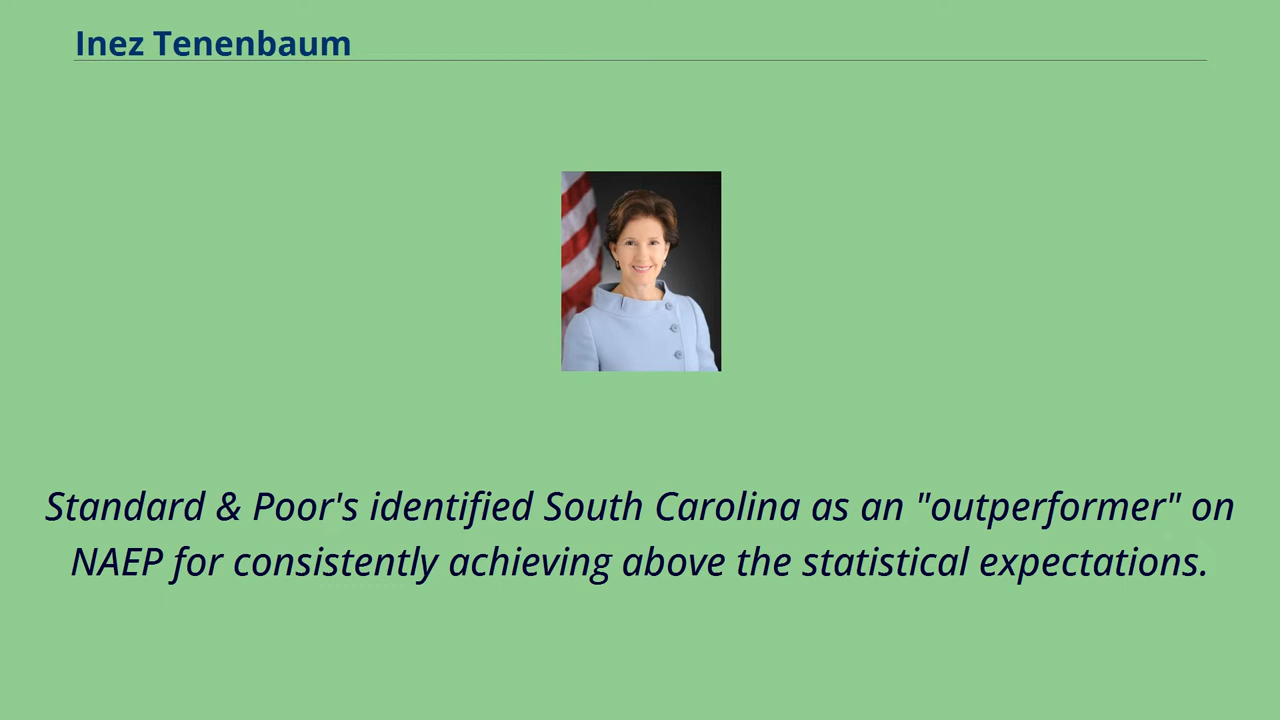 Inez Tenenbaum
Standard & Poor's identified South Carolina as an "outperformer" on
NAEP for consistently achieving above the statistical expectations.